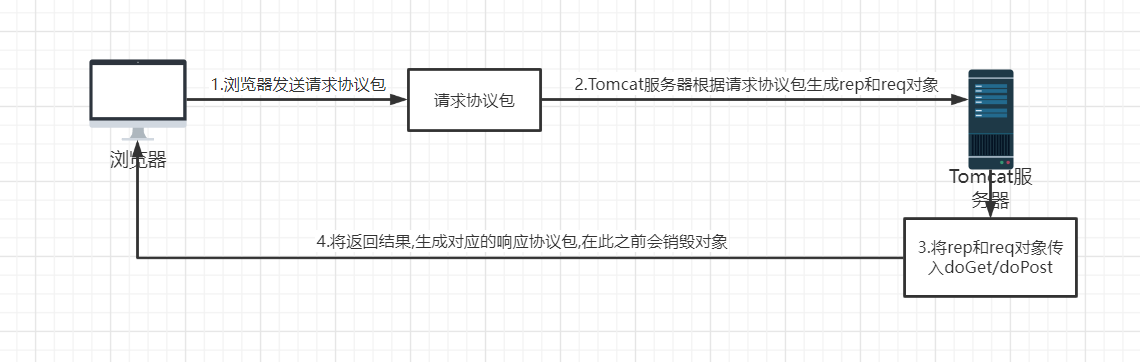 1.浏览器发送请求协议包
请求协议包
2.Tomcat服务器根据请求协议包生成rep和req对象
浏览器
Tomcat服
务器
3.将rep和req对象传
入doGet/doPost
4.将返回结果,生成对应的响应协议包,在此之前会销毁对象